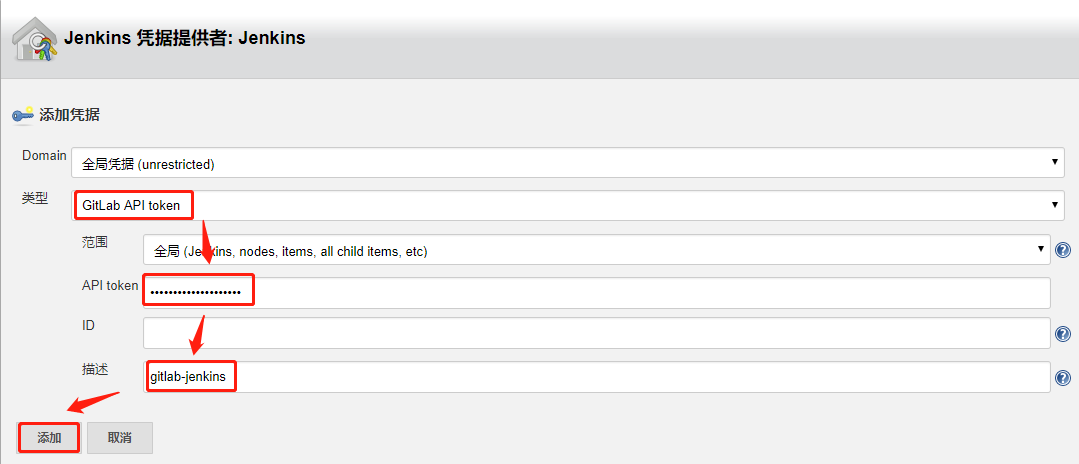 Jenkins 凭据提供者: Jenkins
添加凭据
Domain 全局凭据 (unrestricted)
类型 GitLab API token
范围 全局 (Jenkins, nodes, items, all child items, etc)
API token ••••••••••••••••••••
ID
描述 gitlab-jenkins
添加 取消